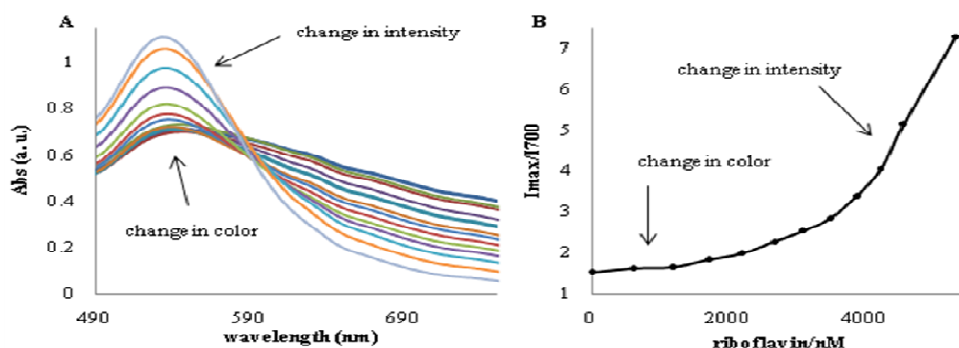 A
change in intensity
change in color
Abs (a. u.)
1
0.8
0.6
0.4
0.2
0
490
590
690
wavelength (nm)
B
change in intensity
change in color
Imax/I700
7
6
5
4
3
2
1
0
2000
4000
riboflavin/nM